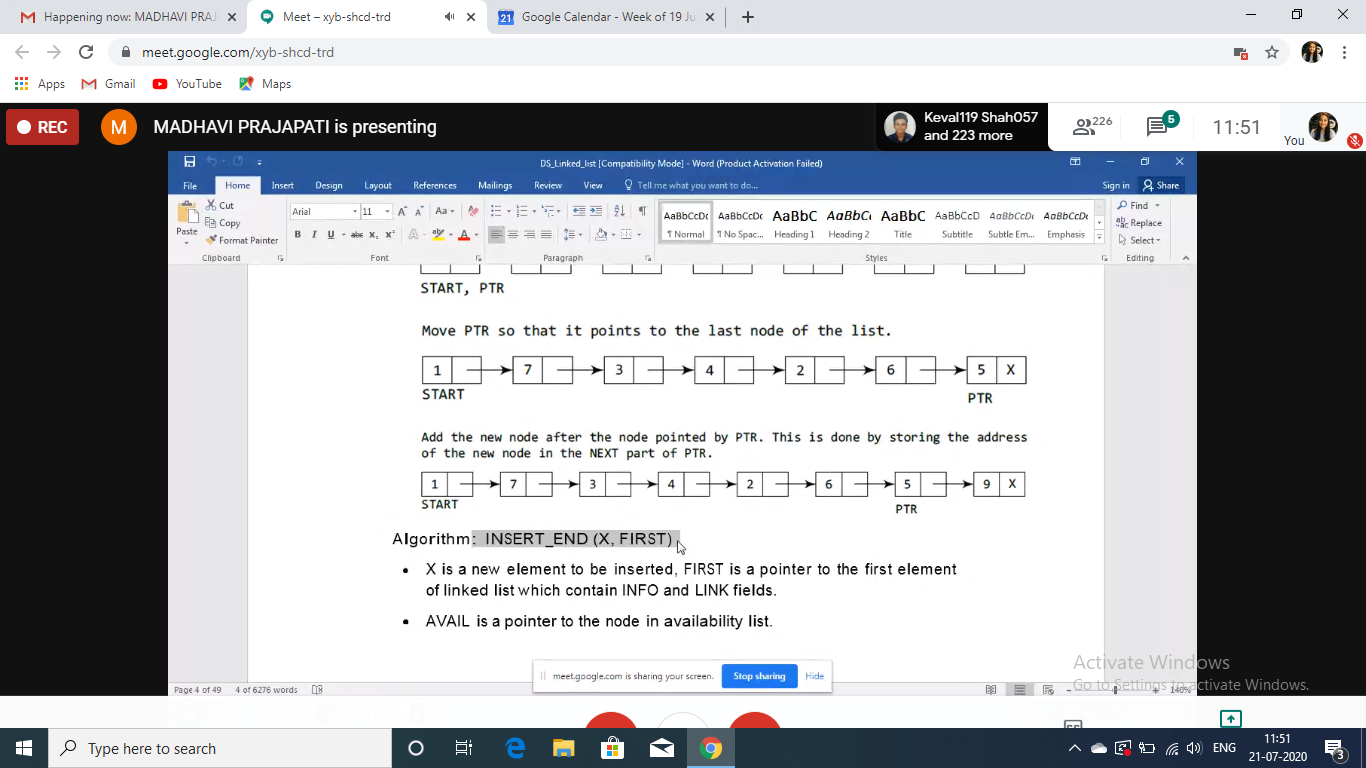 Happening now: MADHAVI PRAJ
Meet – xyb-shcd-trd
Google Calendar - Week of 19 Ju
meet.google.com/xyb-shcd-trd
Apps Gmail YouTube Maps
REC M MADHAVI PRAJAPATI is presenting
Keval119 Shah057
and 223 more
226 5 11:51 You
DS_Linked_list [Compatibility Mode] - Word (Product Activation Failed)
File Home Insert Design Layout References Mailings Review View Tell me what you want to do... Sign in Share
Paste
Cut
Copy
Format Painter
Arial 11
AaBbCcDc AaBbCcDc AaBbC AaBbCc AaBbC AaBbCcD AaBbCcDc AaBbCcDc
¶ Normal ¶ No Spac... Heading 1 Heading 2 Title Subtitle Subtle Em... Emphasis
Find
Replace
Select
Clipboard Font Paragraph Styles Editing
START, PTR
Move PTR so that it points to the last node of the list.
1 7 3 4 2 6 5 X
START PTR
Add the new node after the node pointed by PTR. This is done by storing the address
of the new node in the NEXT part of PTR.
1 7 3 4 2 6 5 9 X
START PTR
Algorithm: INSERT_END (X, FIRST)
• X is a new element to be inserted, FIRST is a pointer to the first element
of linked list which contain INFO and LINK fields.
• AVAIL is a pointer to the node in availability list.
meet.google.com is sharing your screen. Stop sharing Hide
Activate Windows
Go to Settings to activate Windows.
Page 4 of 49 4 of 6276 words 140%
Type here to search
ENG
11:51
21-07-2020
3